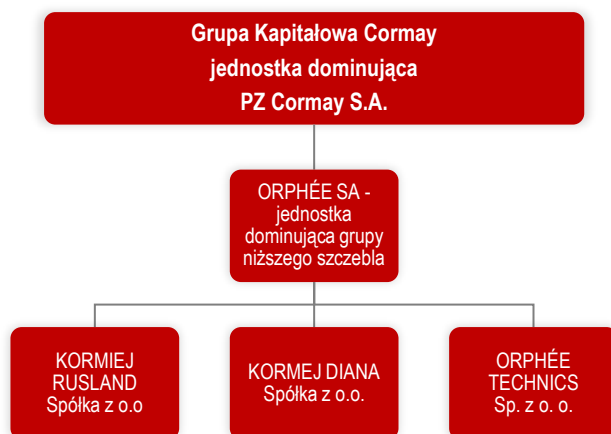 Grupa Kapitałowa Cormay
jednostka dominująca
PZ Cormay S.A.
ORPHÉE SA -
jednostka
dominująca grupy
niższego szczebla
KORMIEJ
RUSLAND
Spółka z o.o
KORMEJ DIANA
Spółka z o.o.
ORPHÉE
TECHNICS
Sp. z o. o.